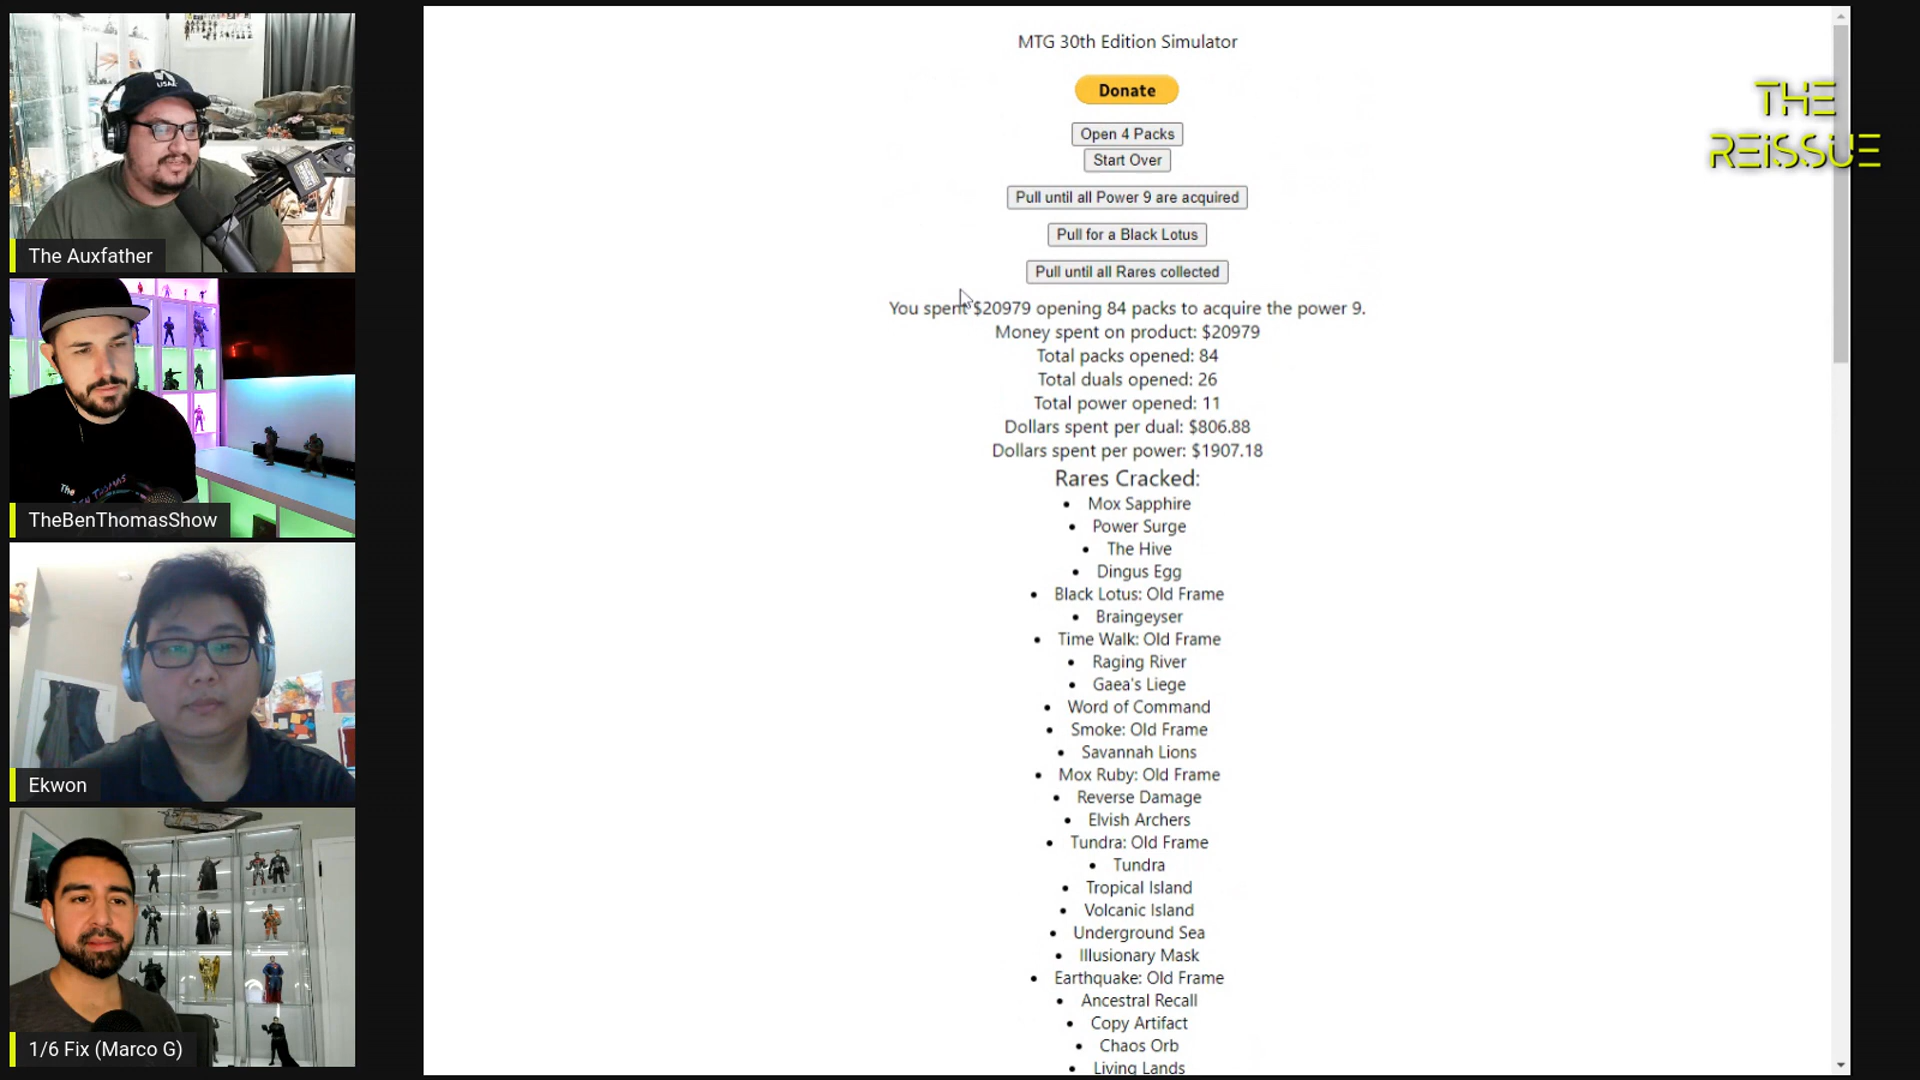 MTG 30th Edition Simulator
Donate
Open 4 Packs
Start Over
Pull until all Power 9 are acquired
Pull for a Black Lotus
Pull until all Rares collected
You spent $20979 opening 84 packs to acquire the power 9.
Money spent on product: $20979
Total packs opened: 84
Total duals opened: 26
Total power opened: 11
Dollars spent per dual: $806.88
Dollars spent per power: $1907.18
Rares Cracked:
• Mox Sapphire
• Power Surge
• The Hive
• Dingus Egg
• Black Lotus: Old Frame
• Braingeyser
• Time Walk: Old Frame
• Raging River
• Gaea's Liege
• Word of Command
• Smoke: Old Frame
• Savannah Lions
• Mox Ruby: Old Frame
• Reverse Damage
• Elvish Archers
• Tundra: Old Frame
• Tundra
• Tropical Island
• Volcanic Island
• Underground Sea
• Illusionary Mask
• Earthquake: Old Frame
• Ancestral Recall
• Copy Artifact
• Chaos Orb
• Living Lands
THE
REISSUE
The Auxfather
The
BEN THOMAS
TheBenThomasShow
Ekwon
1/6 Fix (Marco G)